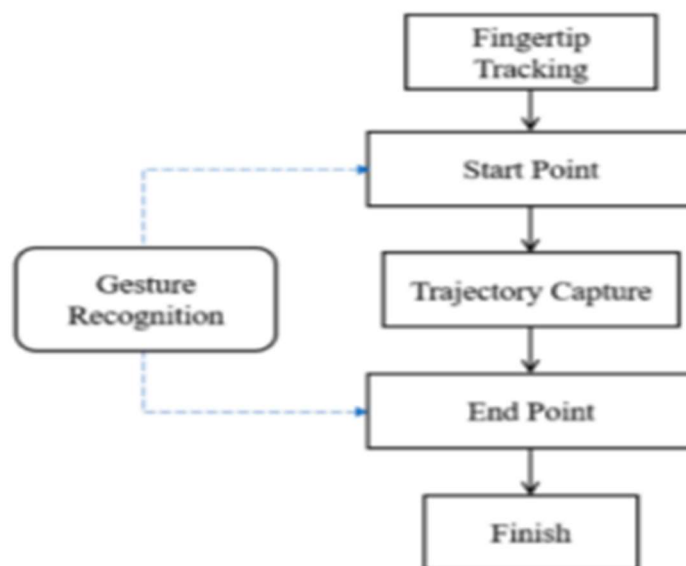 Fingertip
Tracking
Start Point
Gesture
Recognition
Trajectory Capture
End Point
Finish